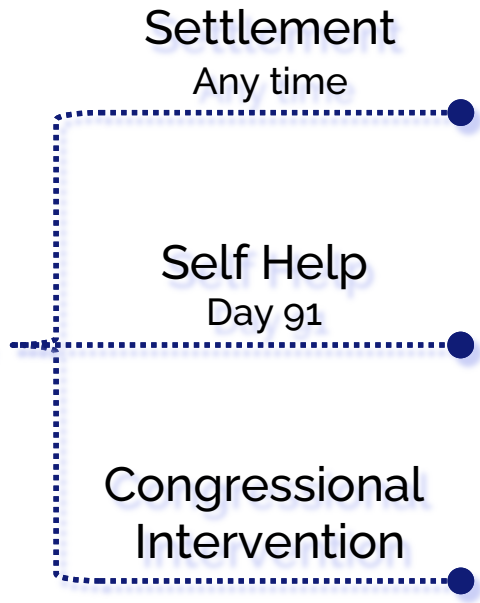 Settlement
Any time
Self Help
Day 91
Congressional
Intervention